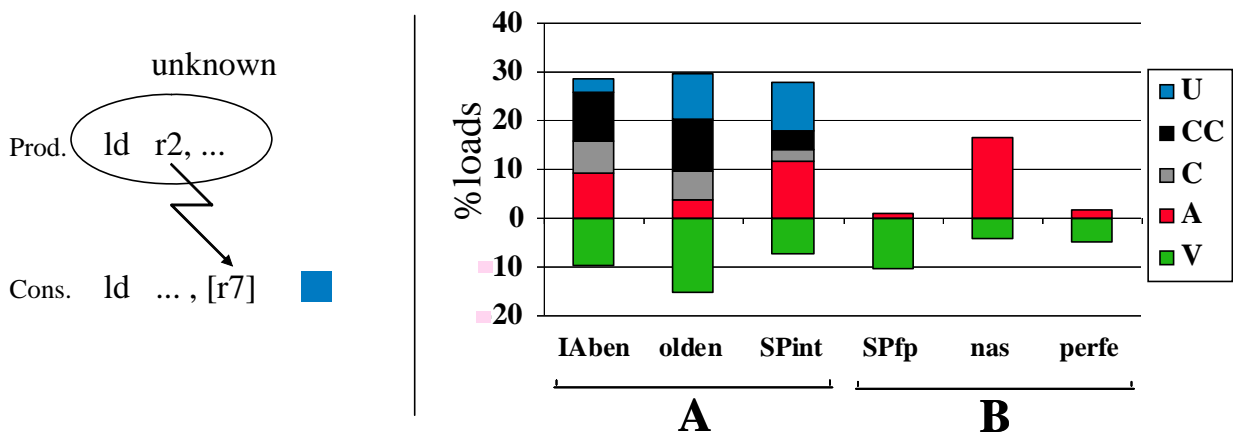 unknown
Prod. ld r2, ...
Cons. ld ... , [r7]
% loads
40
30
20
10
0
10
20
IAben olden SPint SPfp nas perfe
A B
U
CC
C
A
V